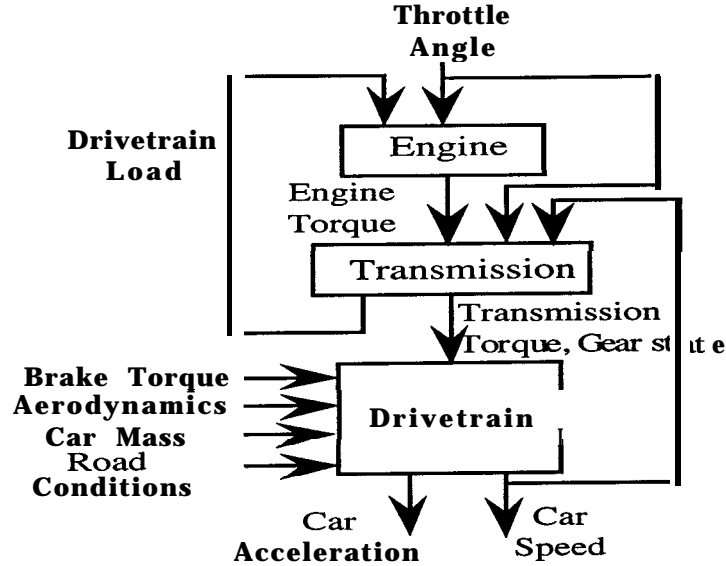 Throttle
Angle
Drivetrain
Load
Engine
Engine
Torque
Transmission
Transmission
Torque, Gear state
Brake Torque
Aerodynamics
Car Mass
Road
Conditions
Drivetrain
Car
Acceleration
Car
Speed